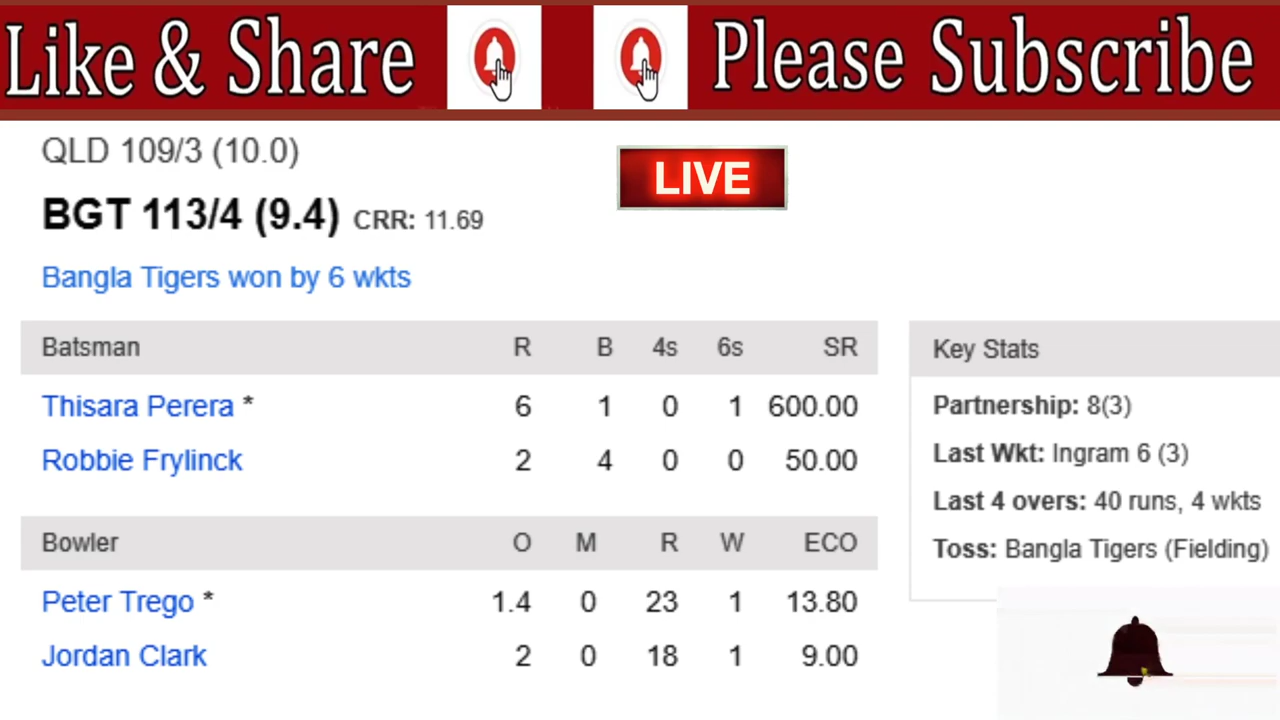 Like & Share Please Subscribe
QLD 109/3 (10.0)
LIVE
BGT 113/4 (9.4) CRR: 11.69
Bangla Tigers won by 6 wkts
Batsman R B 4s 6s SR
Thisara Perera * 6 1 0 1 600.00
Robbie Frylinck 2 4 0 0 50.00
Bowler O M R W ECO
Peter Trego * 1.4 0 23 1 13.80
Jordan Clark 2 0 18 1 9.00
Key Stats
Partnership: 8(3)
Last Wkt: Ingram 6 (3)
Last 4 overs: 40 runs, 4 wkts
Toss: Bangla Tigers (Fielding)